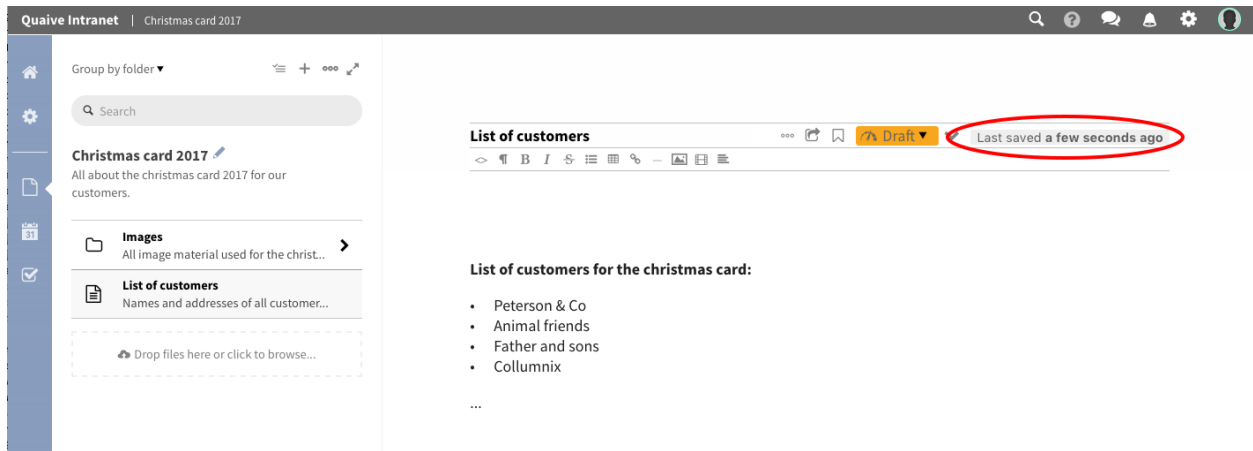 Quaive Intranet | Christmas card 2017
Group by folder
Search
Christmas card 2017
All about the christmas card 2017 for our
customers.
31
Images
All image material used for the christ...
List of customers
Names and addresses of all customer...
Drop files here or click to browse...
List of customers
Draft
Last saved a few seconds ago
¶ B I S
List of customers for the christmas card:
• Peterson & Co
• Animal friends
• Father and sons
• Collumnix
...